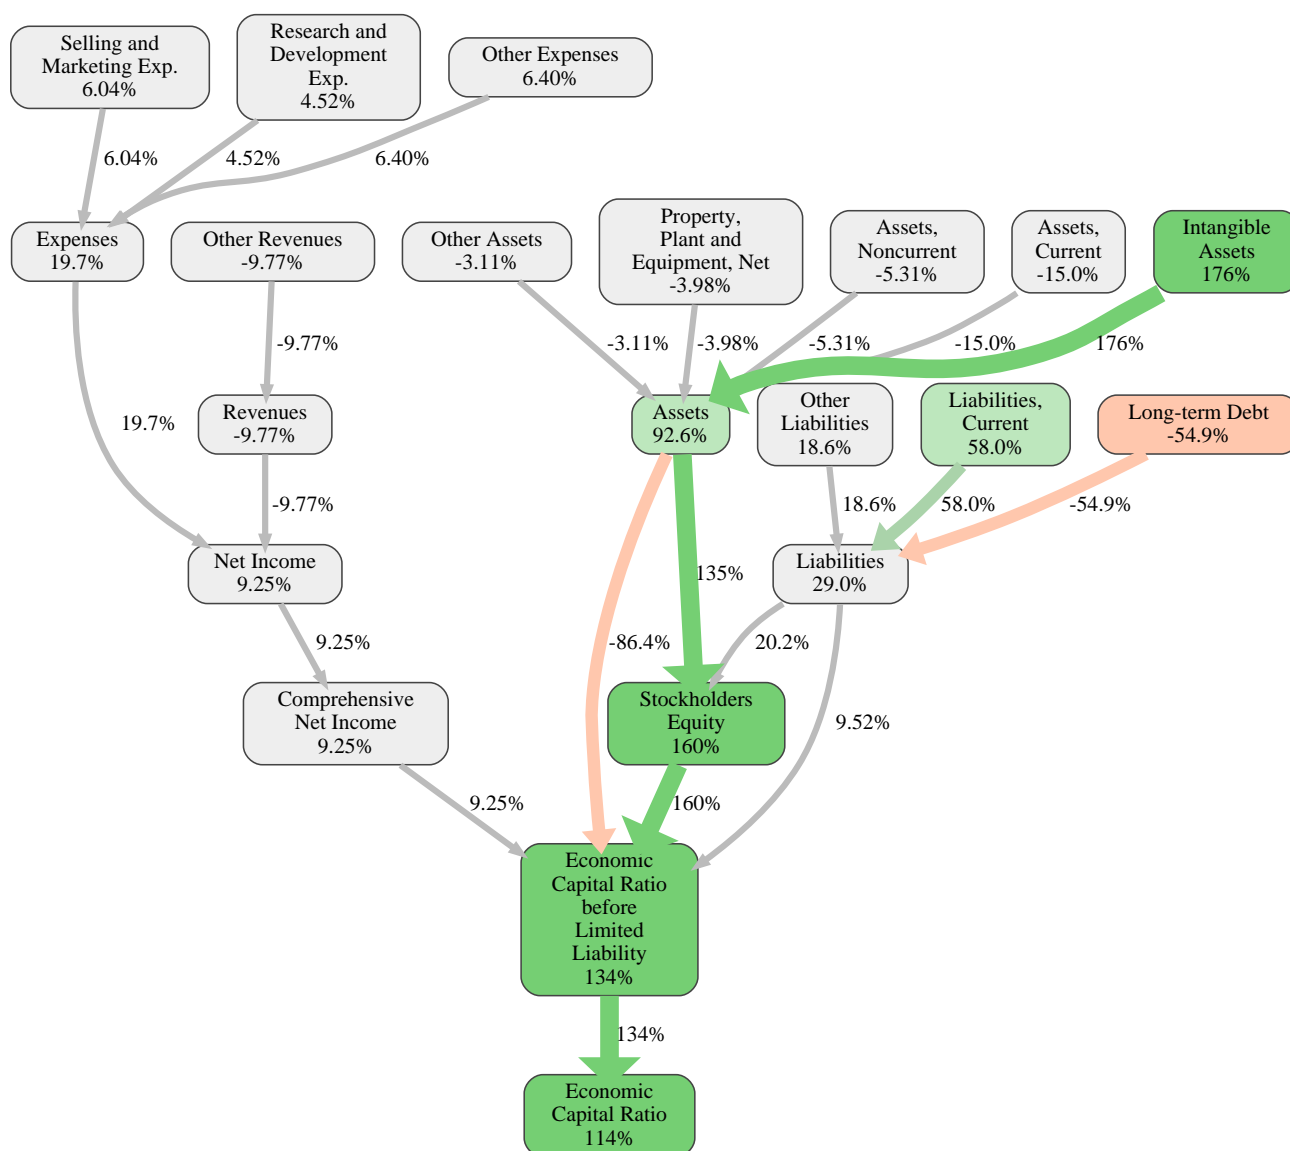 Selling and
Marketing Exp.
6.04%
Research and
Development
Exp.
4.52%
Other Expenses
6.40%
6.04%
4.52%
6.40%
Expenses
19.7%
Other Revenues
-9.77%
Other Assets
-3.11%
Property,
Plant and
Equipment, Net
-3.98%
Assets,
Noncurrent
-5.31%
Assets,
Current
-15.0%
Intangible
Assets
176%
-9.77%
-3.11%
-3.98%
-5.31%
-15.0%
176%
19.7%
Revenues
-9.77%
Assets
92.6%
Other
Liabilities
18.6%
Liabilities,
Current
58.0%
Long-term Debt
-54.9%
-9.77%
18.6%
58.0%
-54.9%
Net Income
9.25%
135%
Liabilities
29.0%
9.25%
-86.4%
20.2%
Comprehensive
Net Income
9.25%
Stockholders
Equity
160%
9.52%
9.25%
160%
Economic
Capital Ratio
before
Limited
Liability
134%
134%
Economic
Capital Ratio
114%